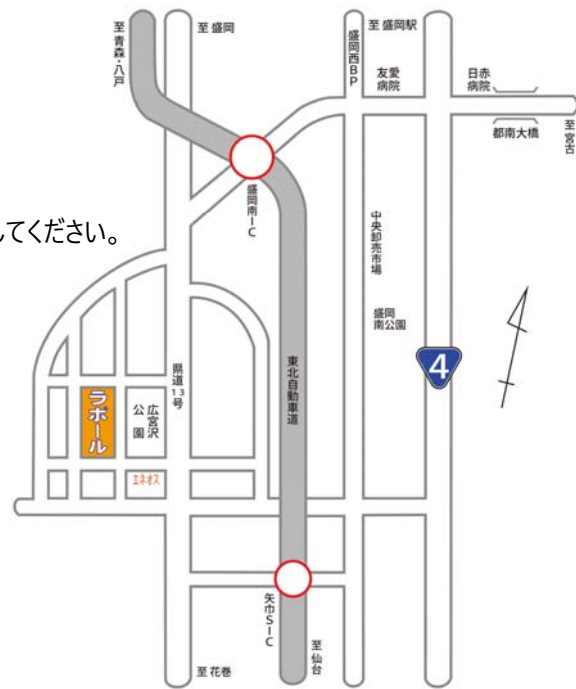 至 青森・八戸
至 盛岡
盛岡西BP
至 盛岡駅
友愛
病院
日赤
病院
都南大橋
至 宮古
盛岡南IC
してください。
中央卸売市場
盛岡
南公園
4
県道13号
東北自動車道
ラポール
広宮沢
公園
エネオス
矢巾SIC
至 仙台
至 花巻